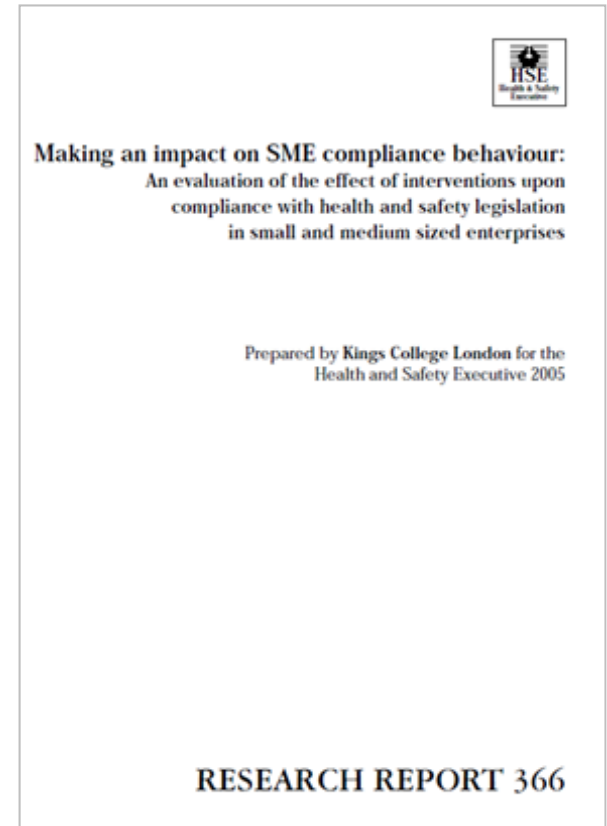 HSE
Health & Safety
Executive
Making an impact on SME compliance behaviour:
An evaluation of the effect of interventions upon
compliance with health and safety legislation
in small and medium sized enterprises
Prepared by Kings College London for the
Health and Safety Executive 2005
RESEARCH REPORT 366